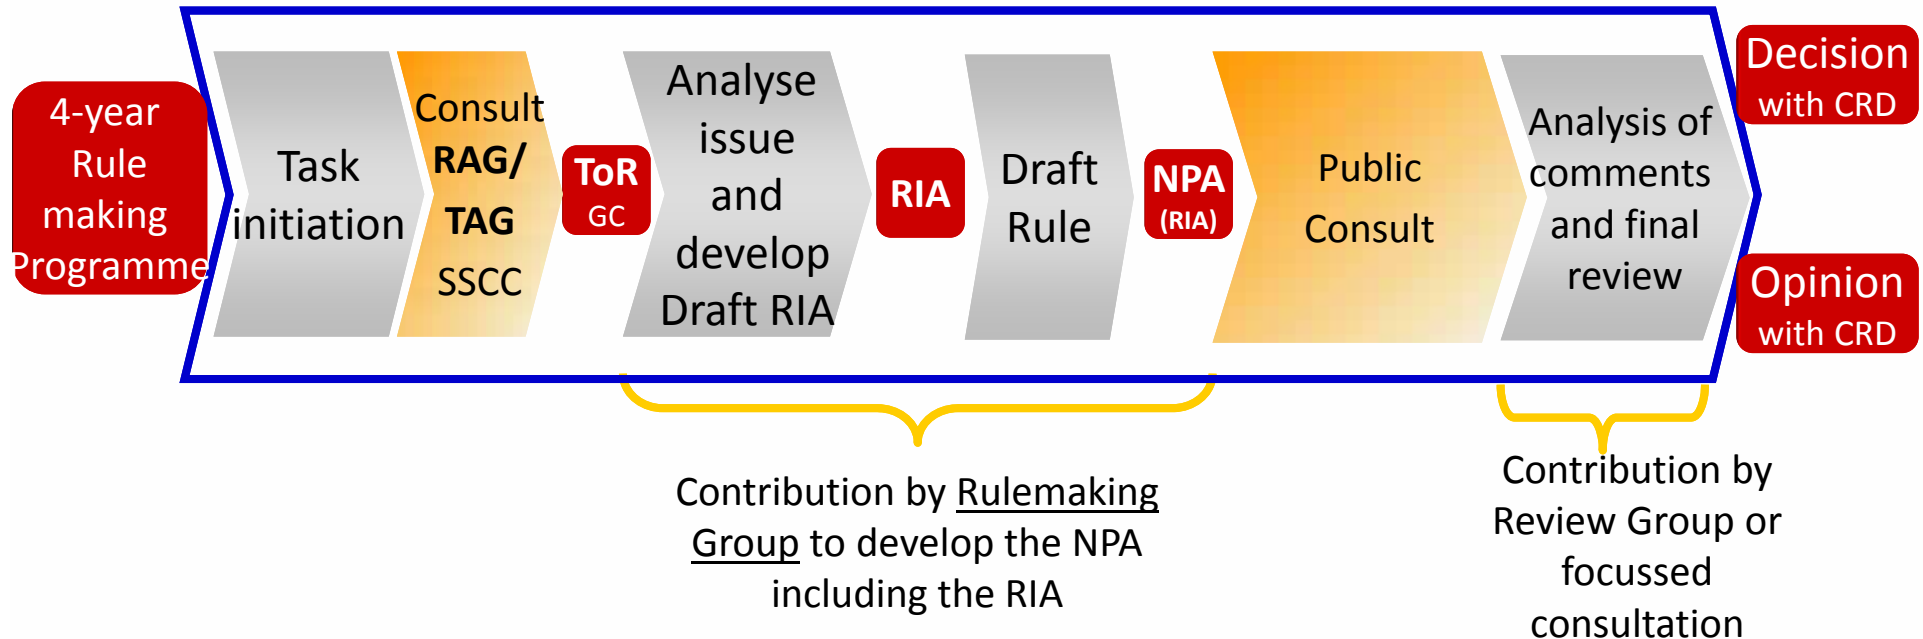 4-year
Rule
making
Programme
Task
initiation
Consult
RAG/
TAG
SSCC
ToR
GC
Analyse
issue
and
develop
Draft RIA
RIA
Draft
Rule
NPA
(RIA)
Public
Consult
Analysis of
comments
and final
review
Decision
with CRD
Opinion
with CRD
Contribution by Rulemaking
Group to develop the NPA
including the RIA
Contribution by
Review Group or
focussed
consultation